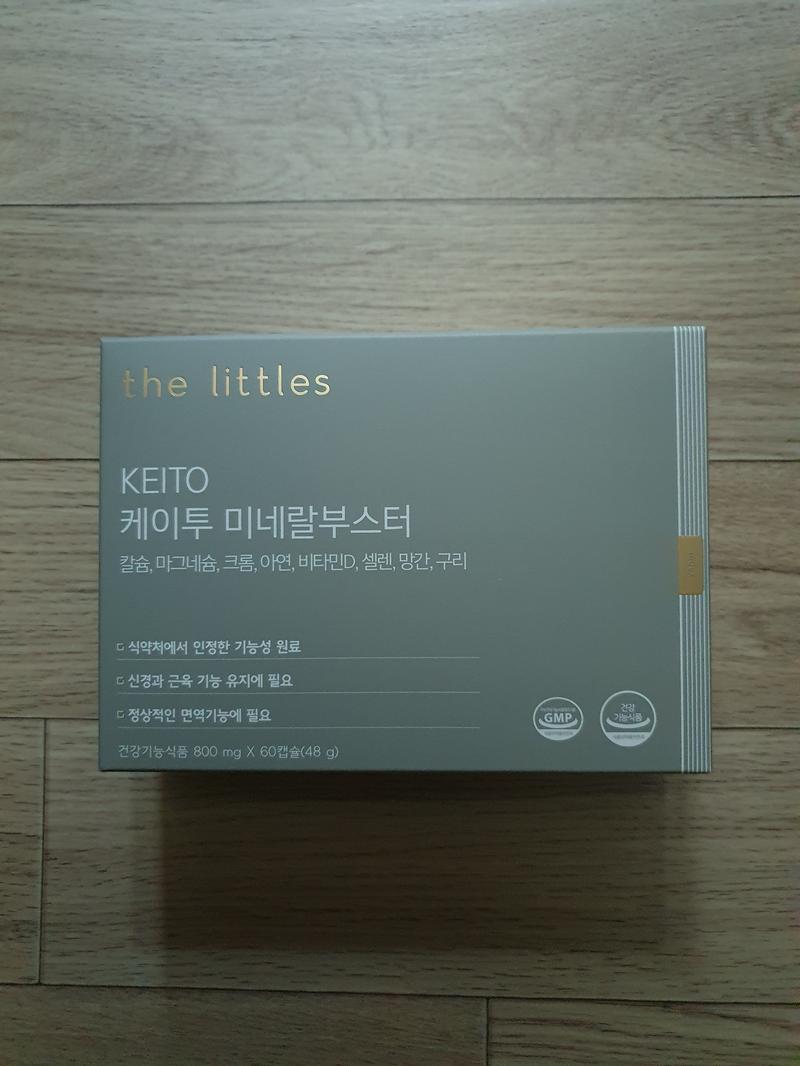 the littles
KEITO
케이투 미네랄부스터
칼슘, 마그네슘, 크롬, 아연, 비타민D, 셀렌, 망간, 구리
식약처에서 인정한 기능성 원료
신경과 근육 기능 유지에 필요
정상적인 면역기능에 필요
건강기능식품 800 mg X 60캡슐(48 g)
GMP
건강
기능식품